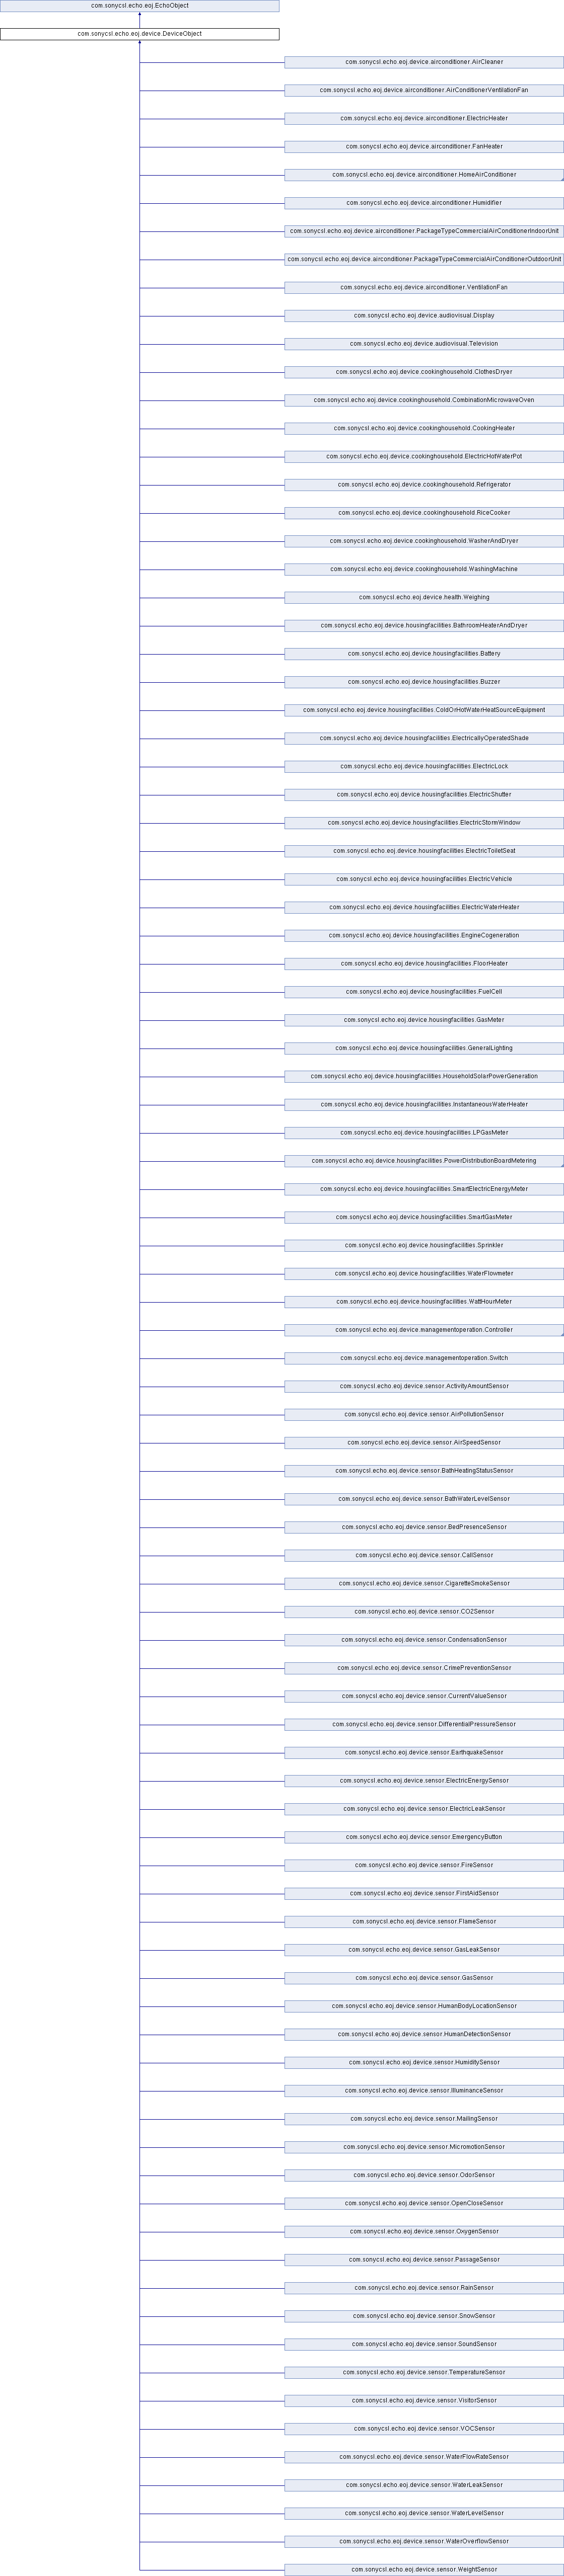 com.sonycsl.echo.eoj.EchoObject
com.sonycsl.echo.eoj.device.DeviceObject
com.sonycsl.echo.eoj.device.airconditioner.AirCleaner
com.sonycsl.echo.eoj.device.airconditioner.AirConditionerVentilationFan
com.sonycsl.echo.eoj.device.airconditioner.ElectricHeater
com.sonycsl.echo.eoj.device.airconditioner.FanHeater
com.sonycsl.echo.eoj.device.airconditioner.HomeAirConditioner
com.sonycsl.echo.eoj.device.airconditioner.Humidifier
com.sonycsl.echo.eoj.device.airconditioner.PackageTypeCommercialAirConditionerIndoorUnit
com.sonycsl.echo.eoj.device.airconditioner.PackageTypeCommercialAirConditionerOutdoorUnit
com.sonycsl.echo.eoj.device.airconditioner.VentilationFan
com.sonycsl.echo.eoj.device.audiovisual.Display
com.sonycsl.echo.eoj.device.audiovisual.Television
com.sonycsl.echo.eoj.device.cookinghousehold.ClothesDryer
com.sonycsl.echo.eoj.device.cookinghousehold.CombinationMicrowaveOven
com.sonycsl.echo.eoj.device.cookinghousehold.CookingHeater
com.sonycsl.echo.eoj.device.cookinghousehold.ElectricHotWaterPot
com.sonycsl.echo.eoj.device.cookinghousehold.Refrigerator
com.sonycsl.echo.eoj.device.cookinghousehold.RiceCooker
com.sonycsl.echo.eoj.device.cookinghousehold.WasherAndDryer
com.sonycsl.echo.eoj.device.cookinghousehold.WashingMachine
com.sonycsl.echo.eoj.device.health.Weighing
com.sonycsl.echo.eoj.device.housingfacilities.BathroomHeaterAndDryer
com.sonycsl.echo.eoj.device.housingfacilities.Battery
com.sonycsl.echo.eoj.device.housingfacilities.Buzzer
com.sonycsl.echo.eoj.device.housingfacilities.ColdOrHotWaterHeatSourceEquipment
com.sonycsl.echo.eoj.device.housingfacilities.ElectricallyOperatedShade
com.sonycsl.echo.eoj.device.housingfacilities.ElectricLock
com.sonycsl.echo.eoj.device.housingfacilities.ElectricShutter
com.sonycsl.echo.eoj.device.housingfacilities.ElectricStormWindow
com.sonycsl.echo.eoj.device.housingfacilities.ElectricToiletSeat
com.sonycsl.echo.eoj.device.housingfacilities.ElectricVehicle
com.sonycsl.echo.eoj.device.housingfacilities.ElectricWaterHeater
com.sonycsl.echo.eoj.device.housingfacilities.EngineCogeneration
com.sonycsl.echo.eoj.device.housingfacilities.FloorHeater
com.sonycsl.echo.eoj.device.housingfacilities.FuelCell
com.sonycsl.echo.eoj.device.housingfacilities.GasMeter
com.sonycsl.echo.eoj.device.housingfacilities.GeneralLighting
com.sonycsl.echo.eoj.device.housingfacilities.HouseholdSolarPowerGeneration
com.sonycsl.echo.eoj.device.housingfacilities.InstantaneousWaterHeater
com.sonycsl.echo.eoj.device.housingfacilities.LPGasMeter
com.sonycsl.echo.eoj.device.housingfacilities.PowerDistributionBoardMetering
com.sonycsl.echo.eoj.device.housingfacilities.SmartElectricEnergyMeter
com.sonycsl.echo.eoj.device.housingfacilities.SmartGasMeter
com.sonycsl.echo.eoj.device.housingfacilities.Sprinkler
com.sonycsl.echo.eoj.device.housingfacilities.WaterFlowmeter
com.sonycsl.echo.eoj.device.housingfacilities.WattHourMeter
com.sonycsl.echo.eoj.device.managementoperation.Controller
com.sonycsl.echo.eoj.device.managementoperation.Switch
com.sonycsl.echo.eoj.device.sensor.ActivityAmountSensor
com.sonycsl.echo.eoj.device.sensor.AirPollutionSensor
com.sonycsl.echo.eoj.device.sensor.AirSpeedSensor
com.sonycsl.echo.eoj.device.sensor.BathHeatingStatusSensor
com.sonycsl.echo.eoj.device.sensor.BathWaterLevelSensor
com.sonycsl.echo.eoj.device.sensor.BedPresenceSensor
com.sonycsl.echo.eoj.device.sensor.CallSensor
com.sonycsl.echo.eoj.device.sensor.CigaretteSmokeSensor
com.sonycsl.echo.eoj.device.sensor.CO2Sensor
com.sonycsl.echo.eoj.device.sensor.CondensationSensor
com.sonycsl.echo.eoj.device.sensor.CrimePreventionSensor
com.sonycsl.echo.eoj.device.sensor.CurrentValueSensor
com.sonycsl.echo.eoj.device.sensor.DifferentialPressureSensor
com.sonycsl.echo.eoj.device.sensor.EarthquakeSensor
com.sonycsl.echo.eoj.device.sensor.ElectricEnergySensor
com.sonycsl.echo.eoj.device.sensor.ElectricLeakSensor
com.sonycsl.echo.eoj.device.sensor.EmergencyButton
com.sonycsl.echo.eoj.device.sensor.FireSensor
com.sonycsl.echo.eoj.device.sensor.FirstAidSensor
com.sonycsl.echo.eoj.device.sensor.FlameSensor
com.sonycsl.echo.eoj.device.sensor.GasLeakSensor
com.sonycsl.echo.eoj.device.sensor.GasSensor
com.sonycsl.echo.eoj.device.sensor.HumanBodyLocationSensor
com.sonycsl.echo.eoj.device.sensor.HumanDetectionSensor
com.sonycsl.echo.eoj.device.sensor.HumiditySensor
com.sonycsl.echo.eoj.device.sensor.IlluminanceSensor
com.sonycsl.echo.eoj.device.sensor.MailingSensor
com.sonycsl.echo.eoj.device.sensor.MicromotionSensor
com.sonycsl.echo.eoj.device.sensor.OdorSensor
com.sonycsl.echo.eoj.device.sensor.OpenCloseSensor
com.sonycsl.echo.eoj.device.sensor.OxygenSensor
com.sonycsl.echo.eoj.device.sensor.PassageSensor
com.sonycsl.echo.eoj.device.sensor.RainSensor
com.sonycsl.echo.eoj.device.sensor.SnowSensor
com.sonycsl.echo.eoj.device.sensor.SoundSensor
com.sonycsl.echo.eoj.device.sensor.TemperatureSensor
com.sonycsl.echo.eoj.device.sensor.VisitorSensor
com.sonycsl.echo.eoj.device.sensor.VOCSensor
com.sonycsl.echo.eoj.device.sensor.WaterFlowRateSensor
com.sonycsl.echo.eoj.device.sensor.WaterLeakSensor
com.sonycsl.echo.eoj.device.sensor.WaterLevelSensor
com.sonycsl.echo.eoj.device.sensor.WaterOverflowSensor
com.sonycsl.echo.eoj.device.sensor.WeightSensor